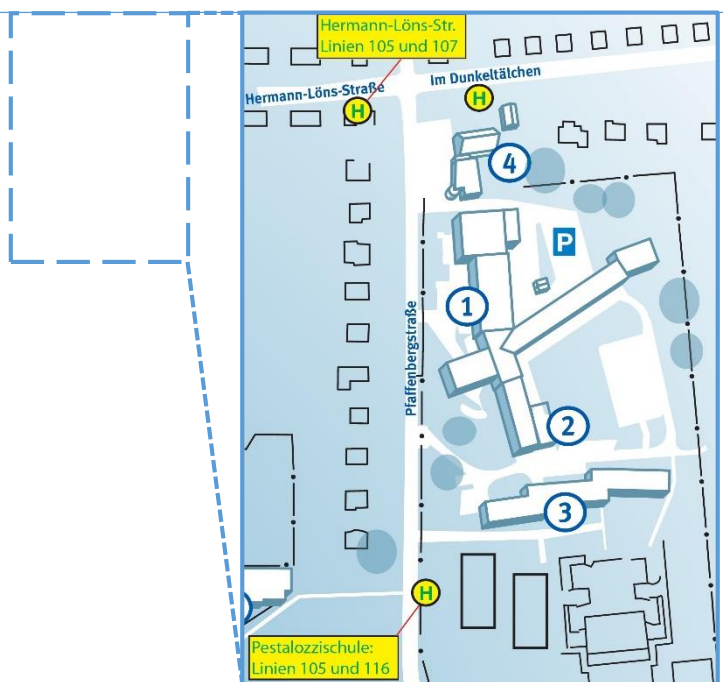 Hermann-Löns-Str.
Linien 105 und 107
Im Dunkeltälchen
Hermann-Löns-Straße
H
H
4
P
1
Pfaffenbergstraße
2
3
H
Pestalozzischule:
Linien 105 und 116